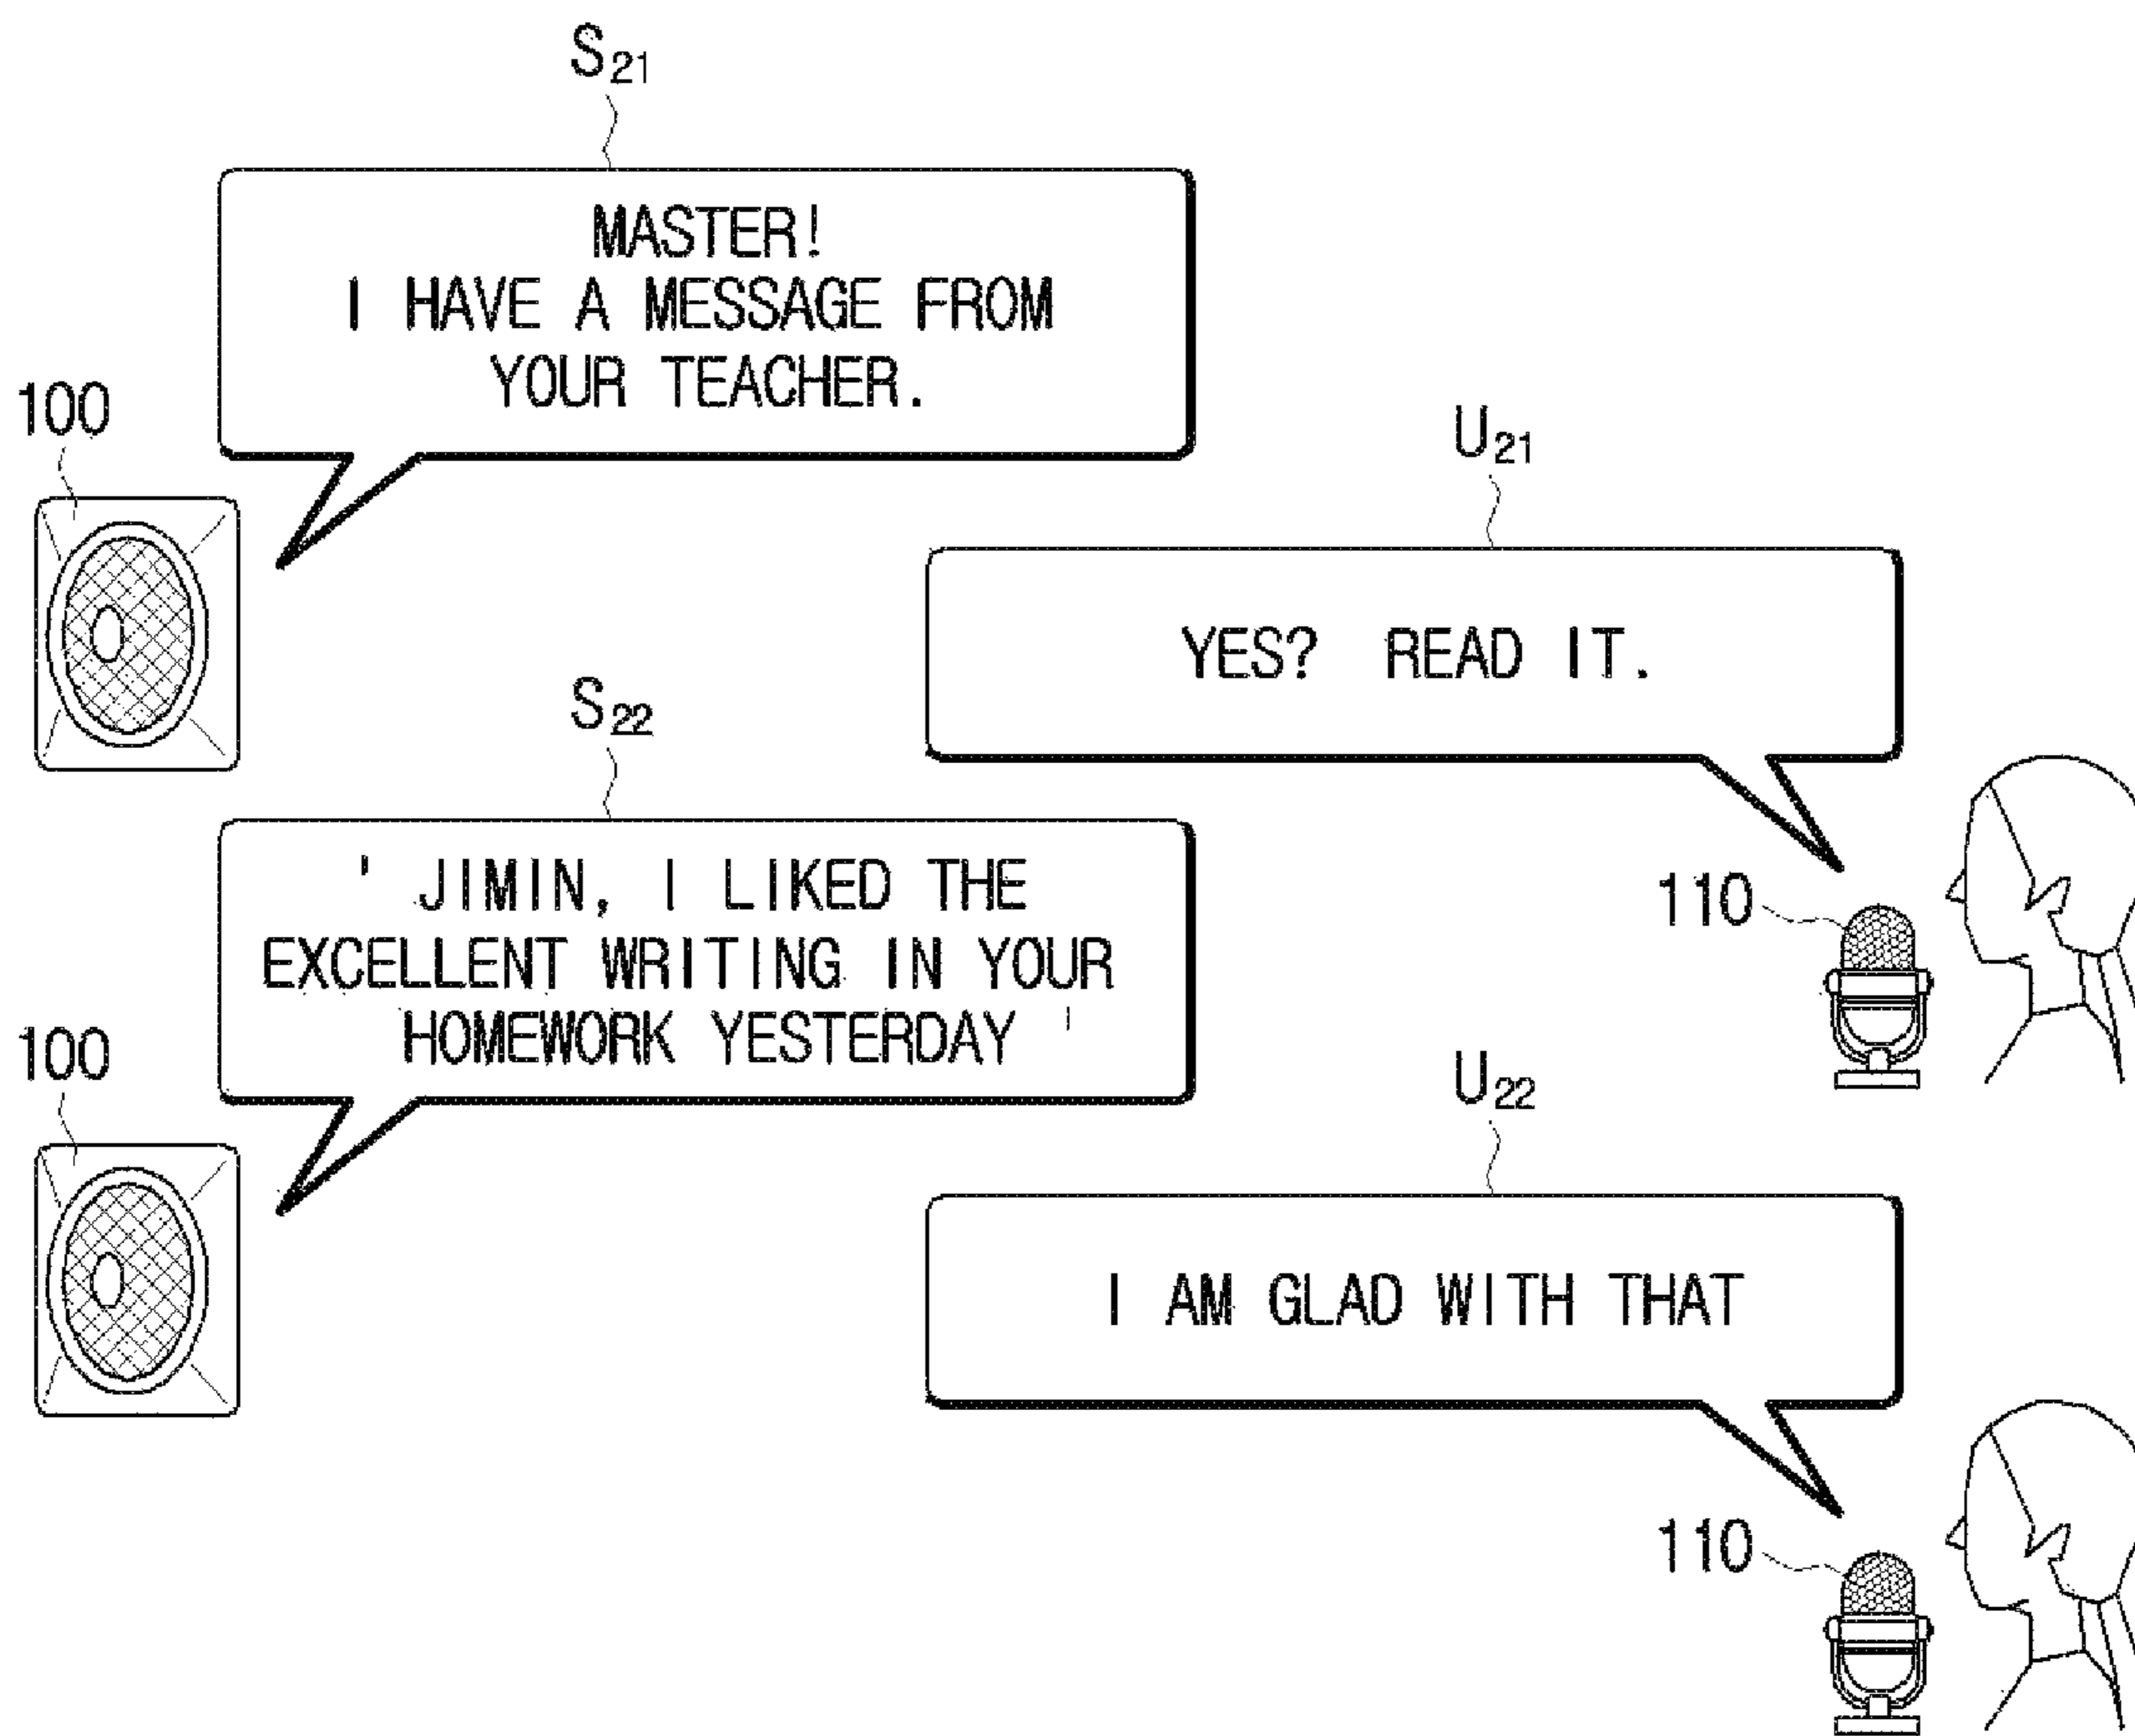 S21
MASTER!
I HAVE A MESSAGE FROM
YOUR TEACHER.
100
U21
YES? READ IT.
110
S22
' JIMIN, I LIKED THE
EXCELLENT WRITING IN YOUR
HOMEWORK YESTERDAY '
100
U22
I AM GLAD WITH THAT
110